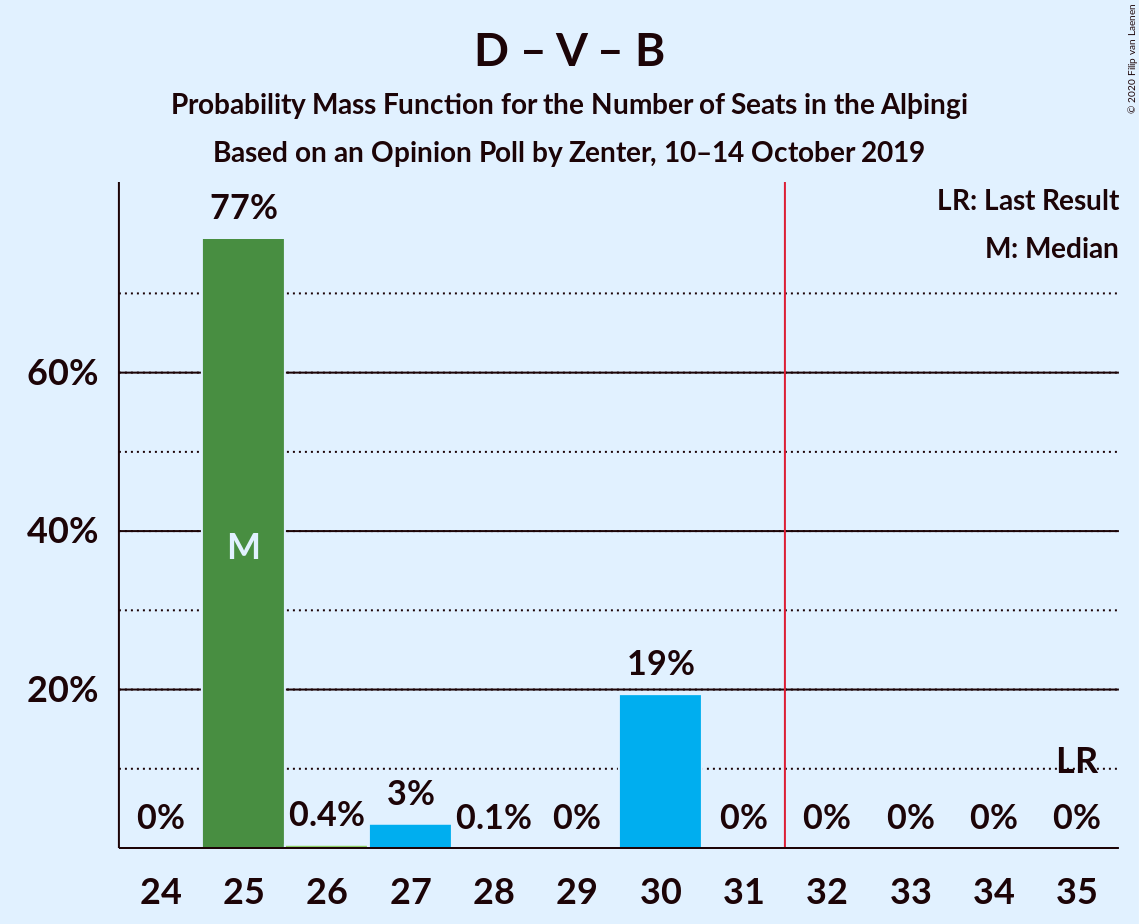 D – V – B
Probability Mass Function for the Number of Seats in the Alþingi
Based on an Opinion Poll by Zenter, 10–14 October 2019
© 2020 Filip van Laenen
LR: Last Result
M: Median
77%
60%
40%
M
20%
19%
LR
0% 0.4% 3% 0.1% 0% 0% 0% 0% 0% 0%
24 25 26 27 28 29 30 31 32 33 34 35